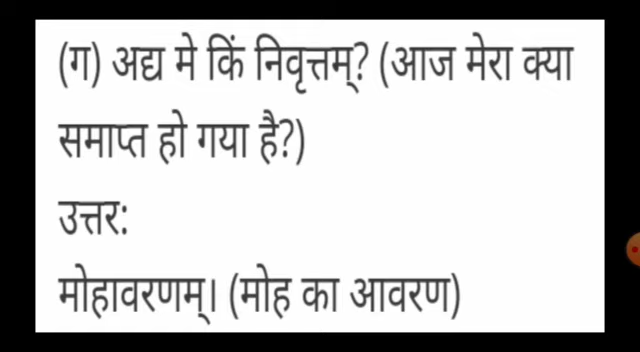 (ग) अद्य मे किं निवृत्तम्? (आज मेरा क्या
समाप्त हो गया है?)
उत्तर:
मोहावरणम्। (मोह का आवरण)